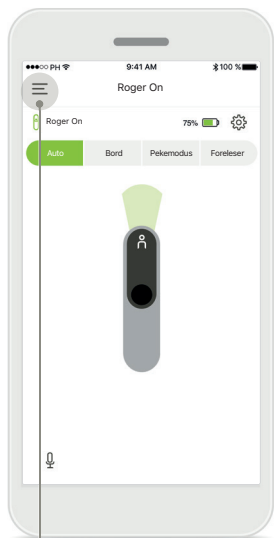 PH 9:41 AM 100 %
Roger On
Roger On 75%
Auto Bord Pekemodus Foreleser